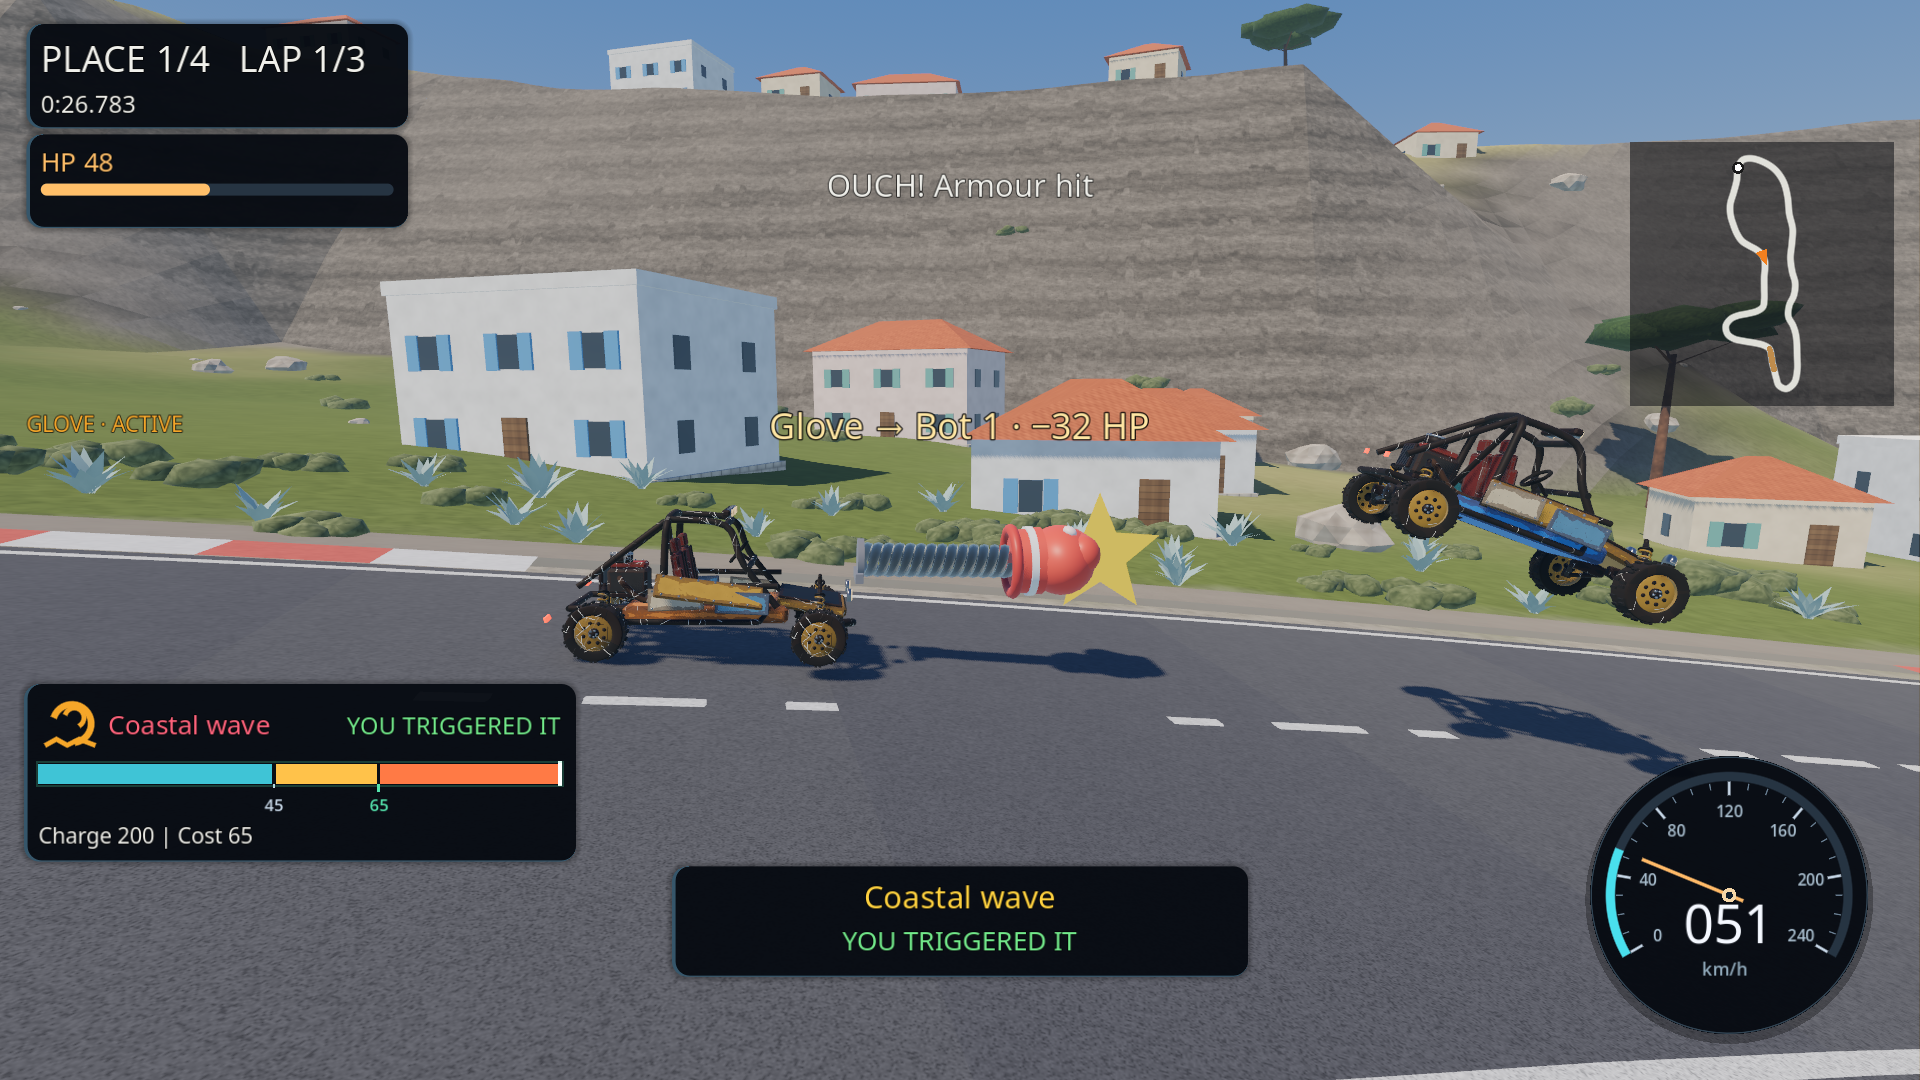 PLACE 1/4 LAP 1/3
0:26.783
HP 48
OUCH! Armour hit
GLOVE · ACTIVE
Glove → Bot 1 · −32 HP
Coastal wave YOU TRIGGERED IT
45 65
Charge 200 | Cost 65
Coastal wave
YOU TRIGGERED IT
120
80 160
40 200
0 051 240
km/h